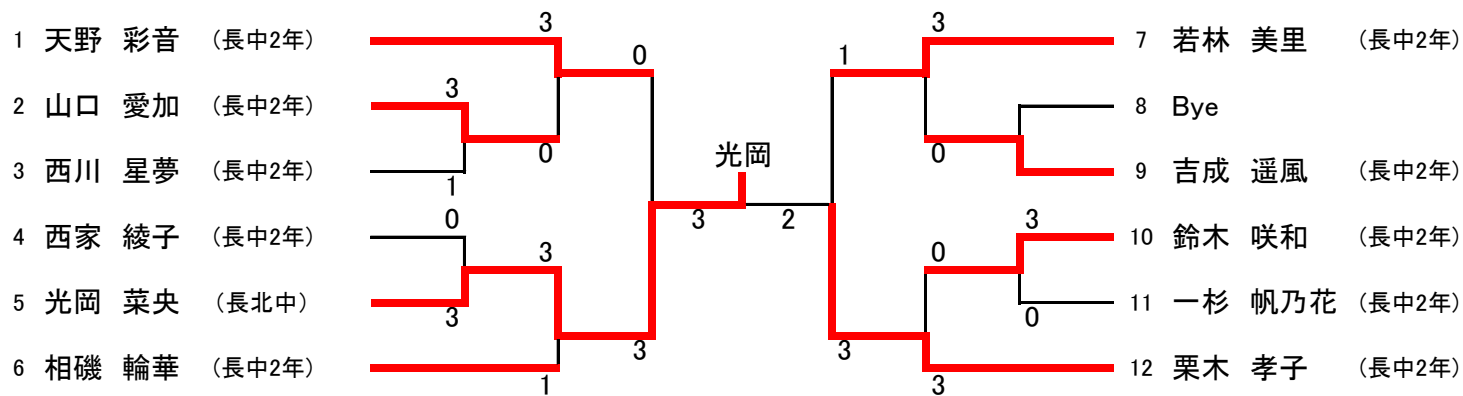 1 天野 彩音 (長中2年)
2 山口 愛加 (長中2年)
3 西川 星夢 (長中2年)
4 西家 綾子 (長中2年)
5 光岡 菜央 (長北中)
6 相磯 輪華 (長中2年)
3
3
0
1
0
0
3
3
3
1
光岡
3
2
1
3
0
0
3
0
3
3
7 若林 美里 (長中2年)
8 Bye
9 吉成 遥風 (長中2年)
10 鈴木 咲和 (長中2年)
11 一杉 帆乃花 (長中2年)
12 栗木 孝子 (長中2年)